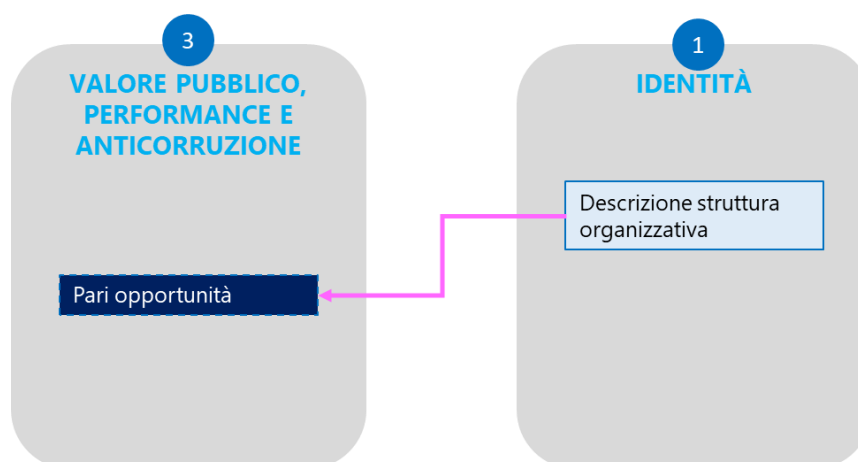 3
VALORE PUBBLICO,
PERFORMANCE E
ANTICORRUZIONE
Pari opportunità
1
IDENTITÀ
Descrizione struttura
organizzativa